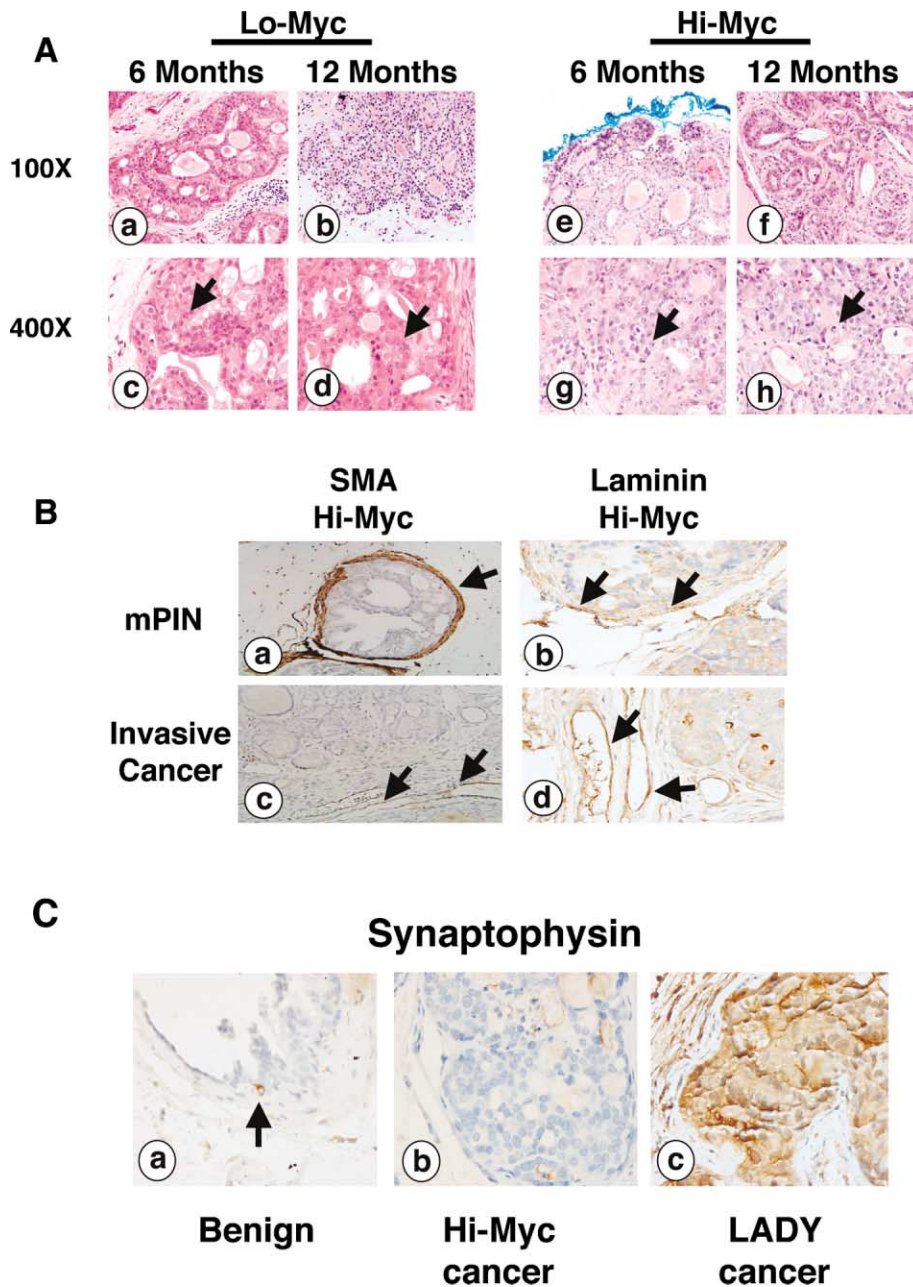 A
Lo-Myc
Hi-Myc
6 Months
12 Months
6 Months
12 Months
100X
a
b
e
f
400X
c
d
g
h
B
SMA
Hi-Myc
Laminin
Hi-Myc
mPIN
a
b
Invasive
Cancer
c
d
C
Synaptophysin
a
b
c
Benign
Hi-Myc
cancer
LADY
cancer